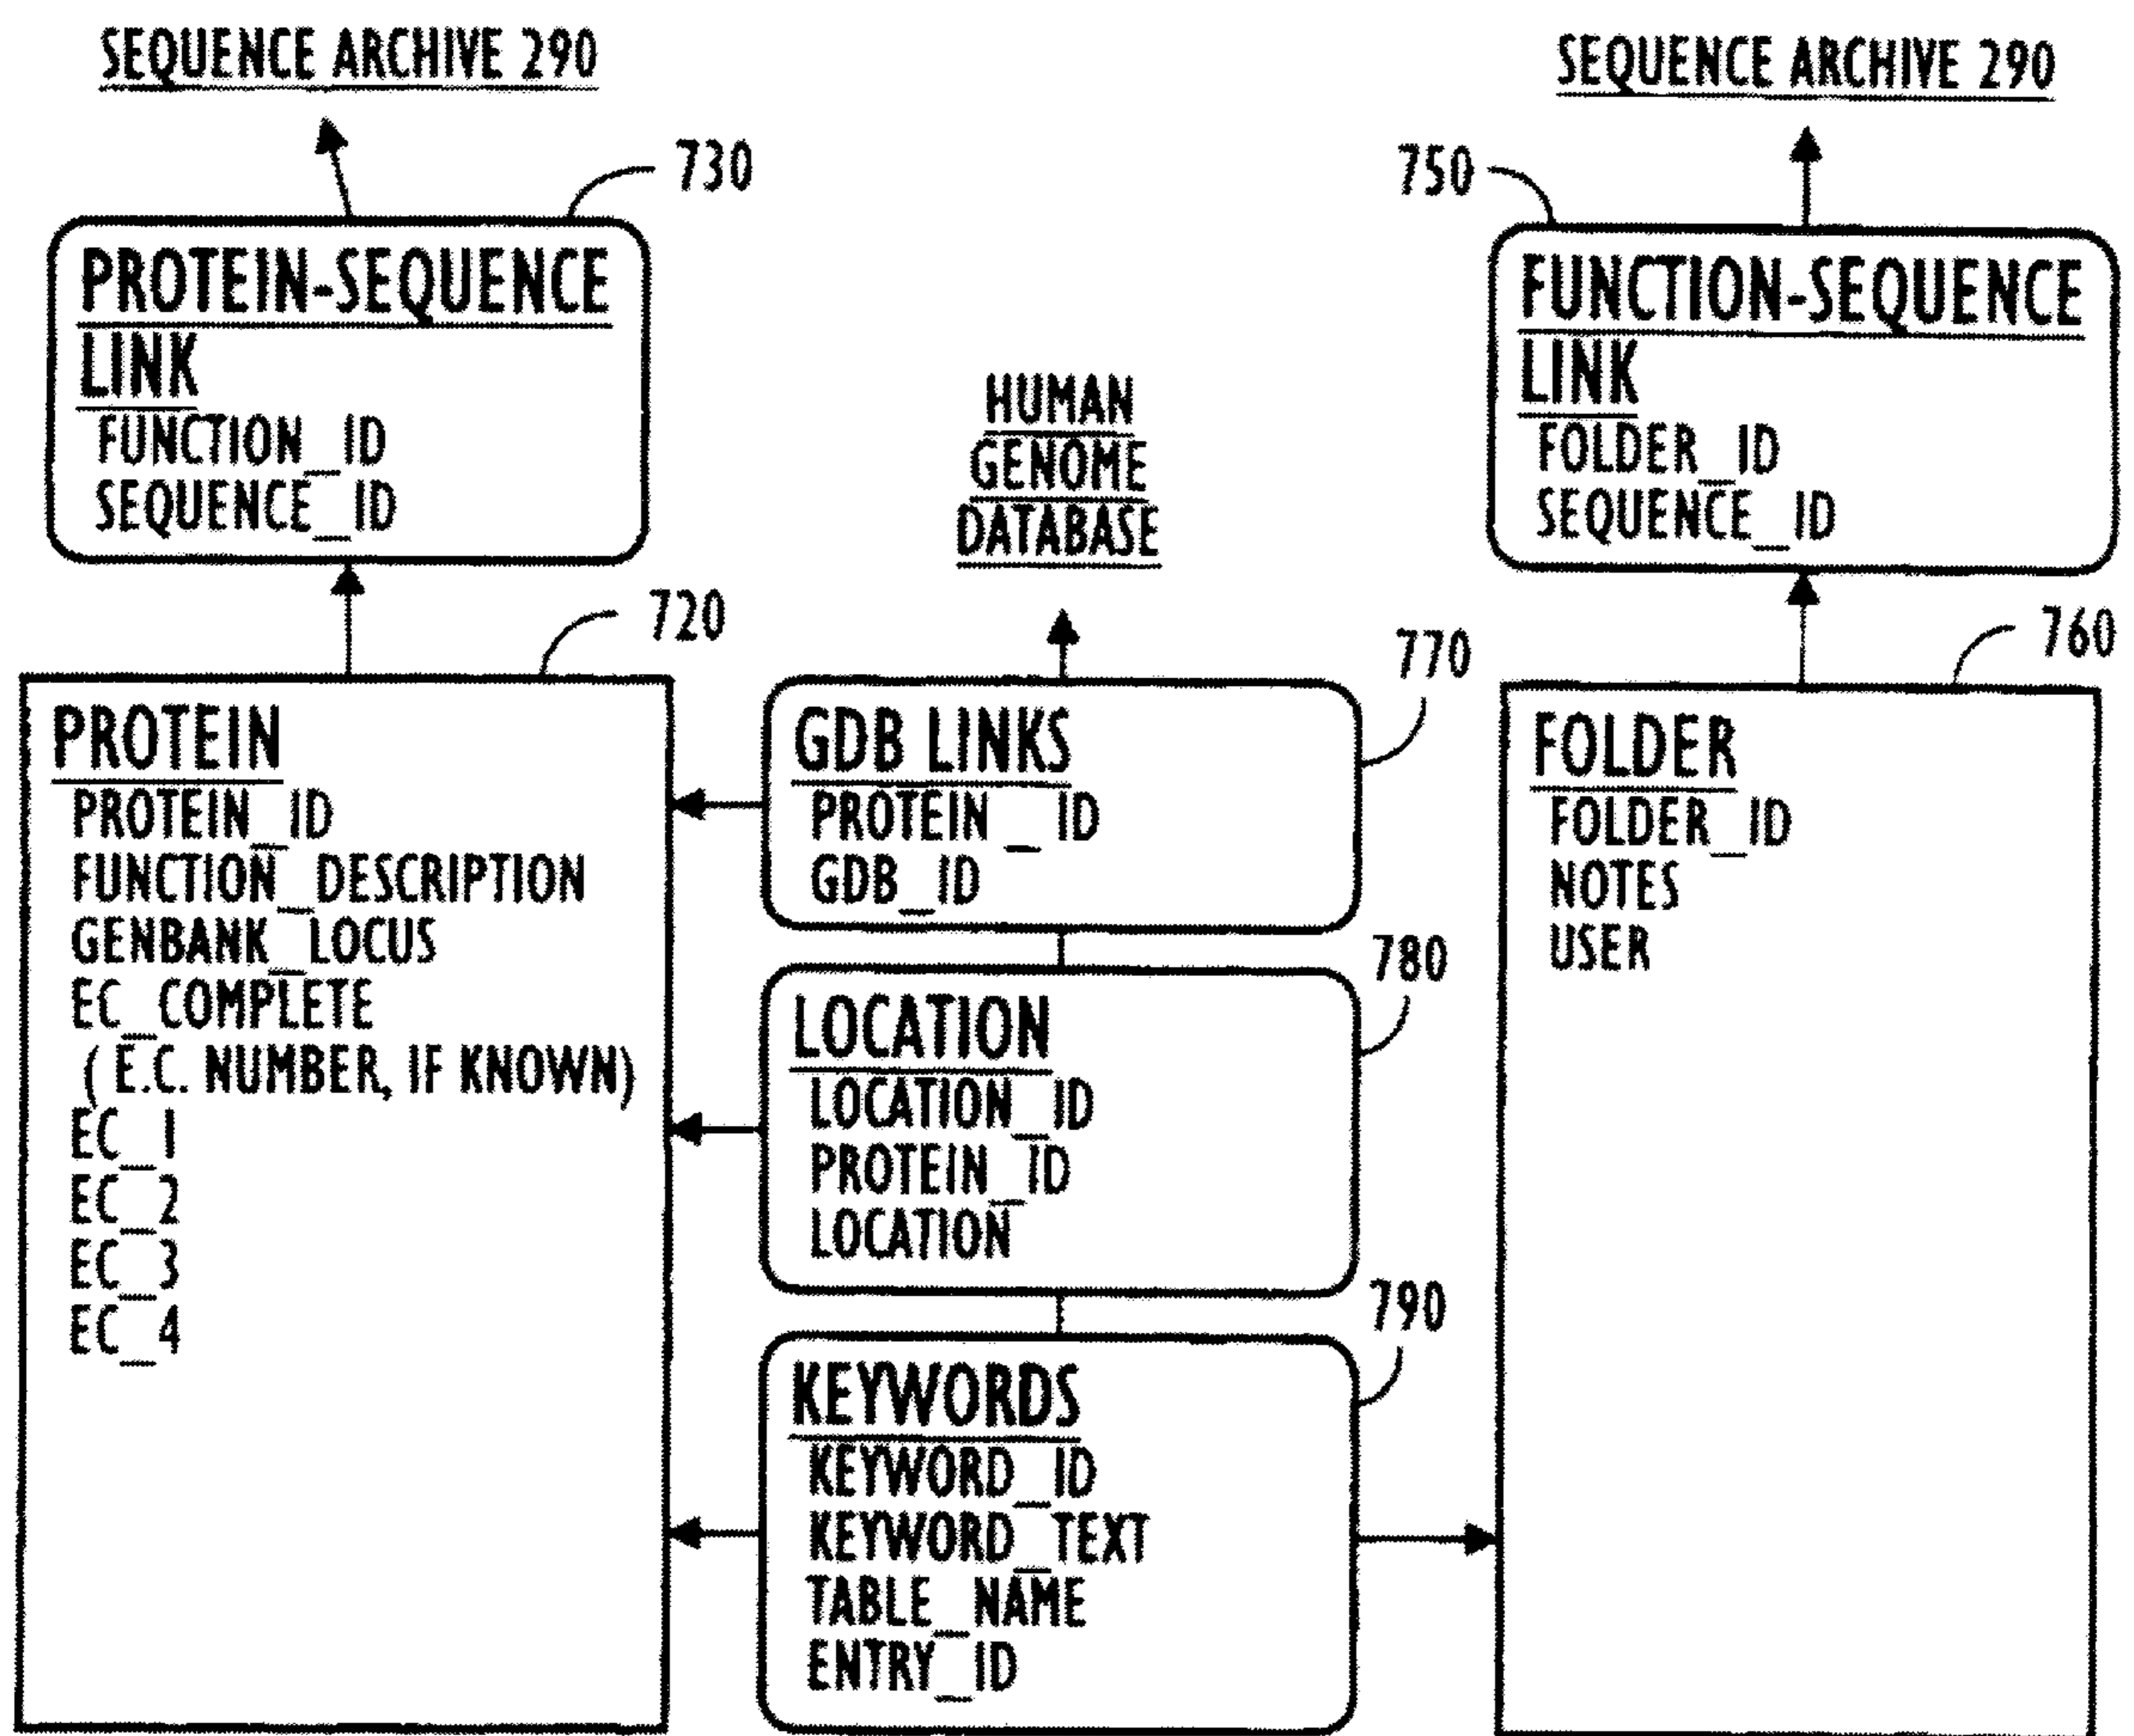 SEQUENCE ARCHIVE 290
730
PROTEIN-SEQUENCE
LINK
FUNCTION_ID
SEQUENCE_ID
SEQUENCE ARCHIVE 290
750
FUNCTION-SEQUENCE
LINK
FOLDER_ID
SEQUENCE_ID
HUMAN
GENOME
DATABASE
720
PROTEIN
PROTEIN_ID
FUNCTION_DESCRIPTION
GENBANK_LOCUS
EC_COMPLETE
( E.C. NUMBER, IF KNOWN)
EC_1
EC_2
EC_3
EC_4
770
GDB LINKS
PROTEIN_ID
GDB_ID
780
LOCATION
LOCATION_ID
PROTEIN_ID
LOCATION
790
KEYWORDS
KEYWORD_ID
KEYWORD_TEXT
TABLE_NAME
ENTRY_ID
760
FOLDER
FOLDER_ID
NOTES
USER